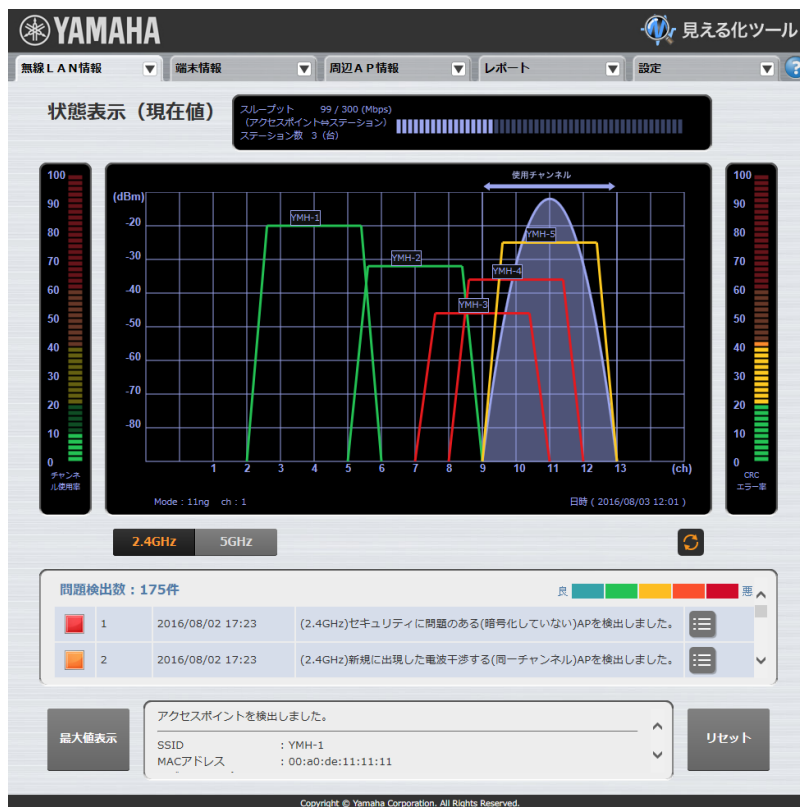 YAMAHA
見える化ツール
無線ＬＡＮ情報
端末情報
周辺ＡＰ情報
レポート
設定
?
状態表示（現在値）
スループット 99 / 300 (Mbps)
（アクセスポイント⇔ステーション）
ステーション数 3（台）
100
90
80
70
60
50
40
30
20
10
0
チャンネ
ル使用率
(dBm)
-20
-30
-40
-50
-60
-70
-80
使用チャンネル
YMH-1
YMH-2
YMH-3
YMH-4
YMH-5
1 2 3 4 5 6 7 8 9 10 11 12 13 (ch)
Mode : 11ng ch : 1
日時 ( 2016/08/03 12:01 )
100
90
80
70
60
50
40
30
20
10
0
CRC
エラー率
2.4GHz
5GHz
問題検出数：175件
良
悪
1 2016/08/02 17:23 (2.4GHz)セキュリティに問題のある(暗号化していない)APを検出しました。
2 2016/08/02 17:23 (2.4GHz)新規に出現した電波干渉する(同一チャンネル)APを検出しました。
最大値表示
アクセスポイントを検出しました。
SSID : YMH-1
MACアドレス : 00:a0:de:11:11:11
リセット
Copyright © Yamaha Corporation. All Rights Reserved.